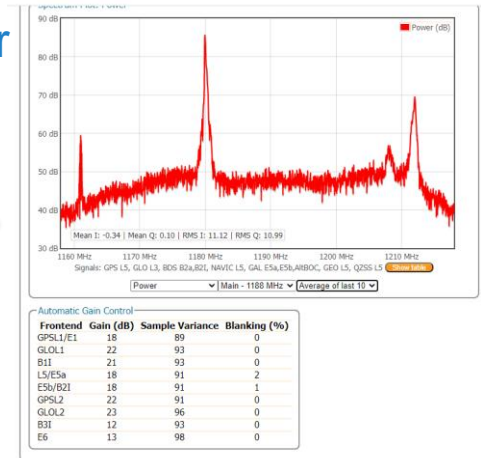 Spectrum Plot: Power
90 dB
Power (dB)
80 dB
70 dB
60 dB
50 dB
40 dB
30 dB
Mean I: -0.34 | Mean Q: 0.10 | RMS I: 11.12 | RMS Q: 10.99
1160 MHz 1170 MHz 1180 MHz 1190 MHz 1200 MHz 1210 MHz
Signals: GPS L5, GLO L3, BDS B2a,B2I, NAVIC L5, GAL E5a,E5b,AltBOC, GEO L5, QZSS L5 Show table
Power Main - 1188 MHz Average of last 10
Automatic Gain Control
Frontend Gain (dB) Sample Variance Blanking (%)
GPSL1/E1 18 89 0
GLOL1 22 93 0
B1I 21 93 0
L5/E5a 18 91 2
E5b/B2I 18 91 1
GPSL2 22 91 0
GLOL2 23 96 0
B3I 12 93 0
E6 13 98 0
r